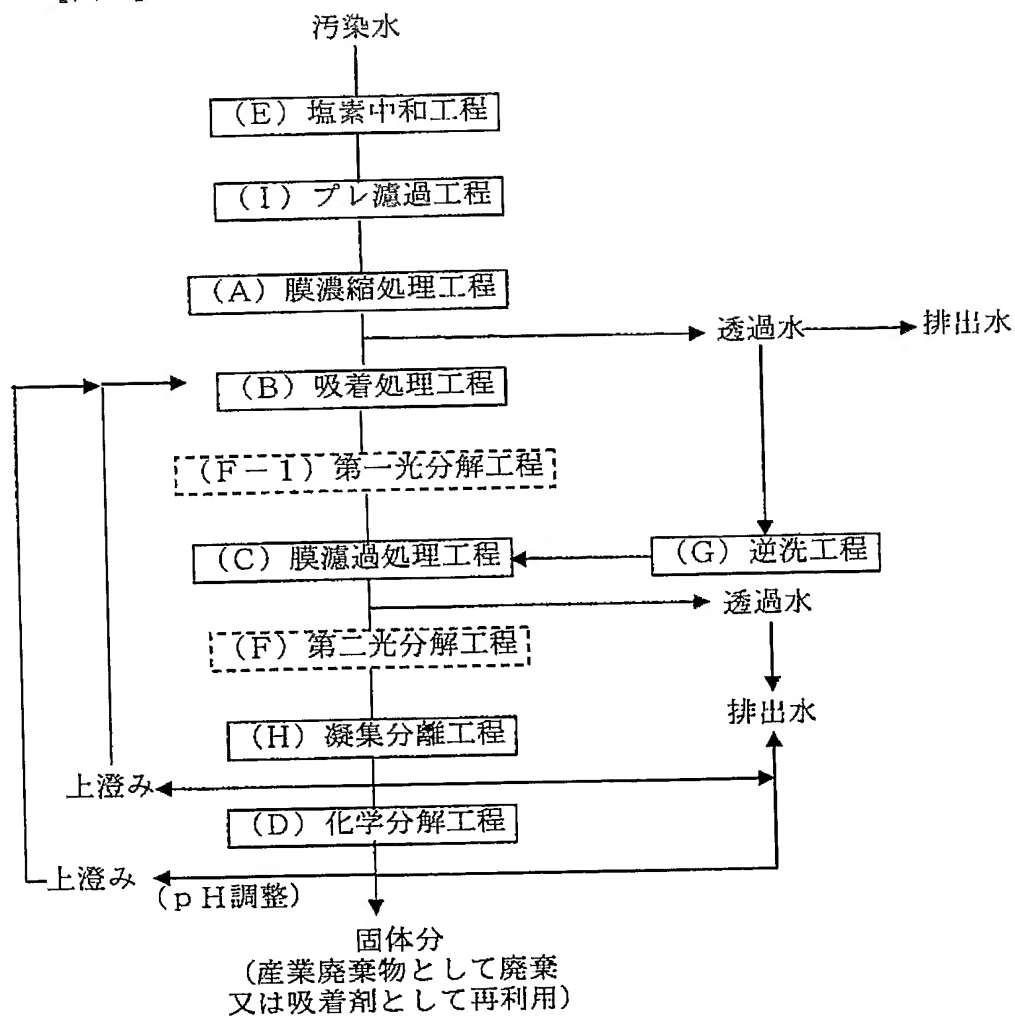 汚染水
(E)塩素中和工程
(I)プレ濾過工程
(A)膜濃縮処理工程
透過水
排出水
(B)吸着処理工程
(F-1)第一光分解工程
(C)膜濾過処理工程
(G)逆洗工程
透過水
(F)第二光分解工程
排出水
(H)凝集分離工程
上澄み
(D)化学分解工程
上澄み
(pH調整)
固体分
(産業廃棄物として廃棄
又は吸着剤として再利用)